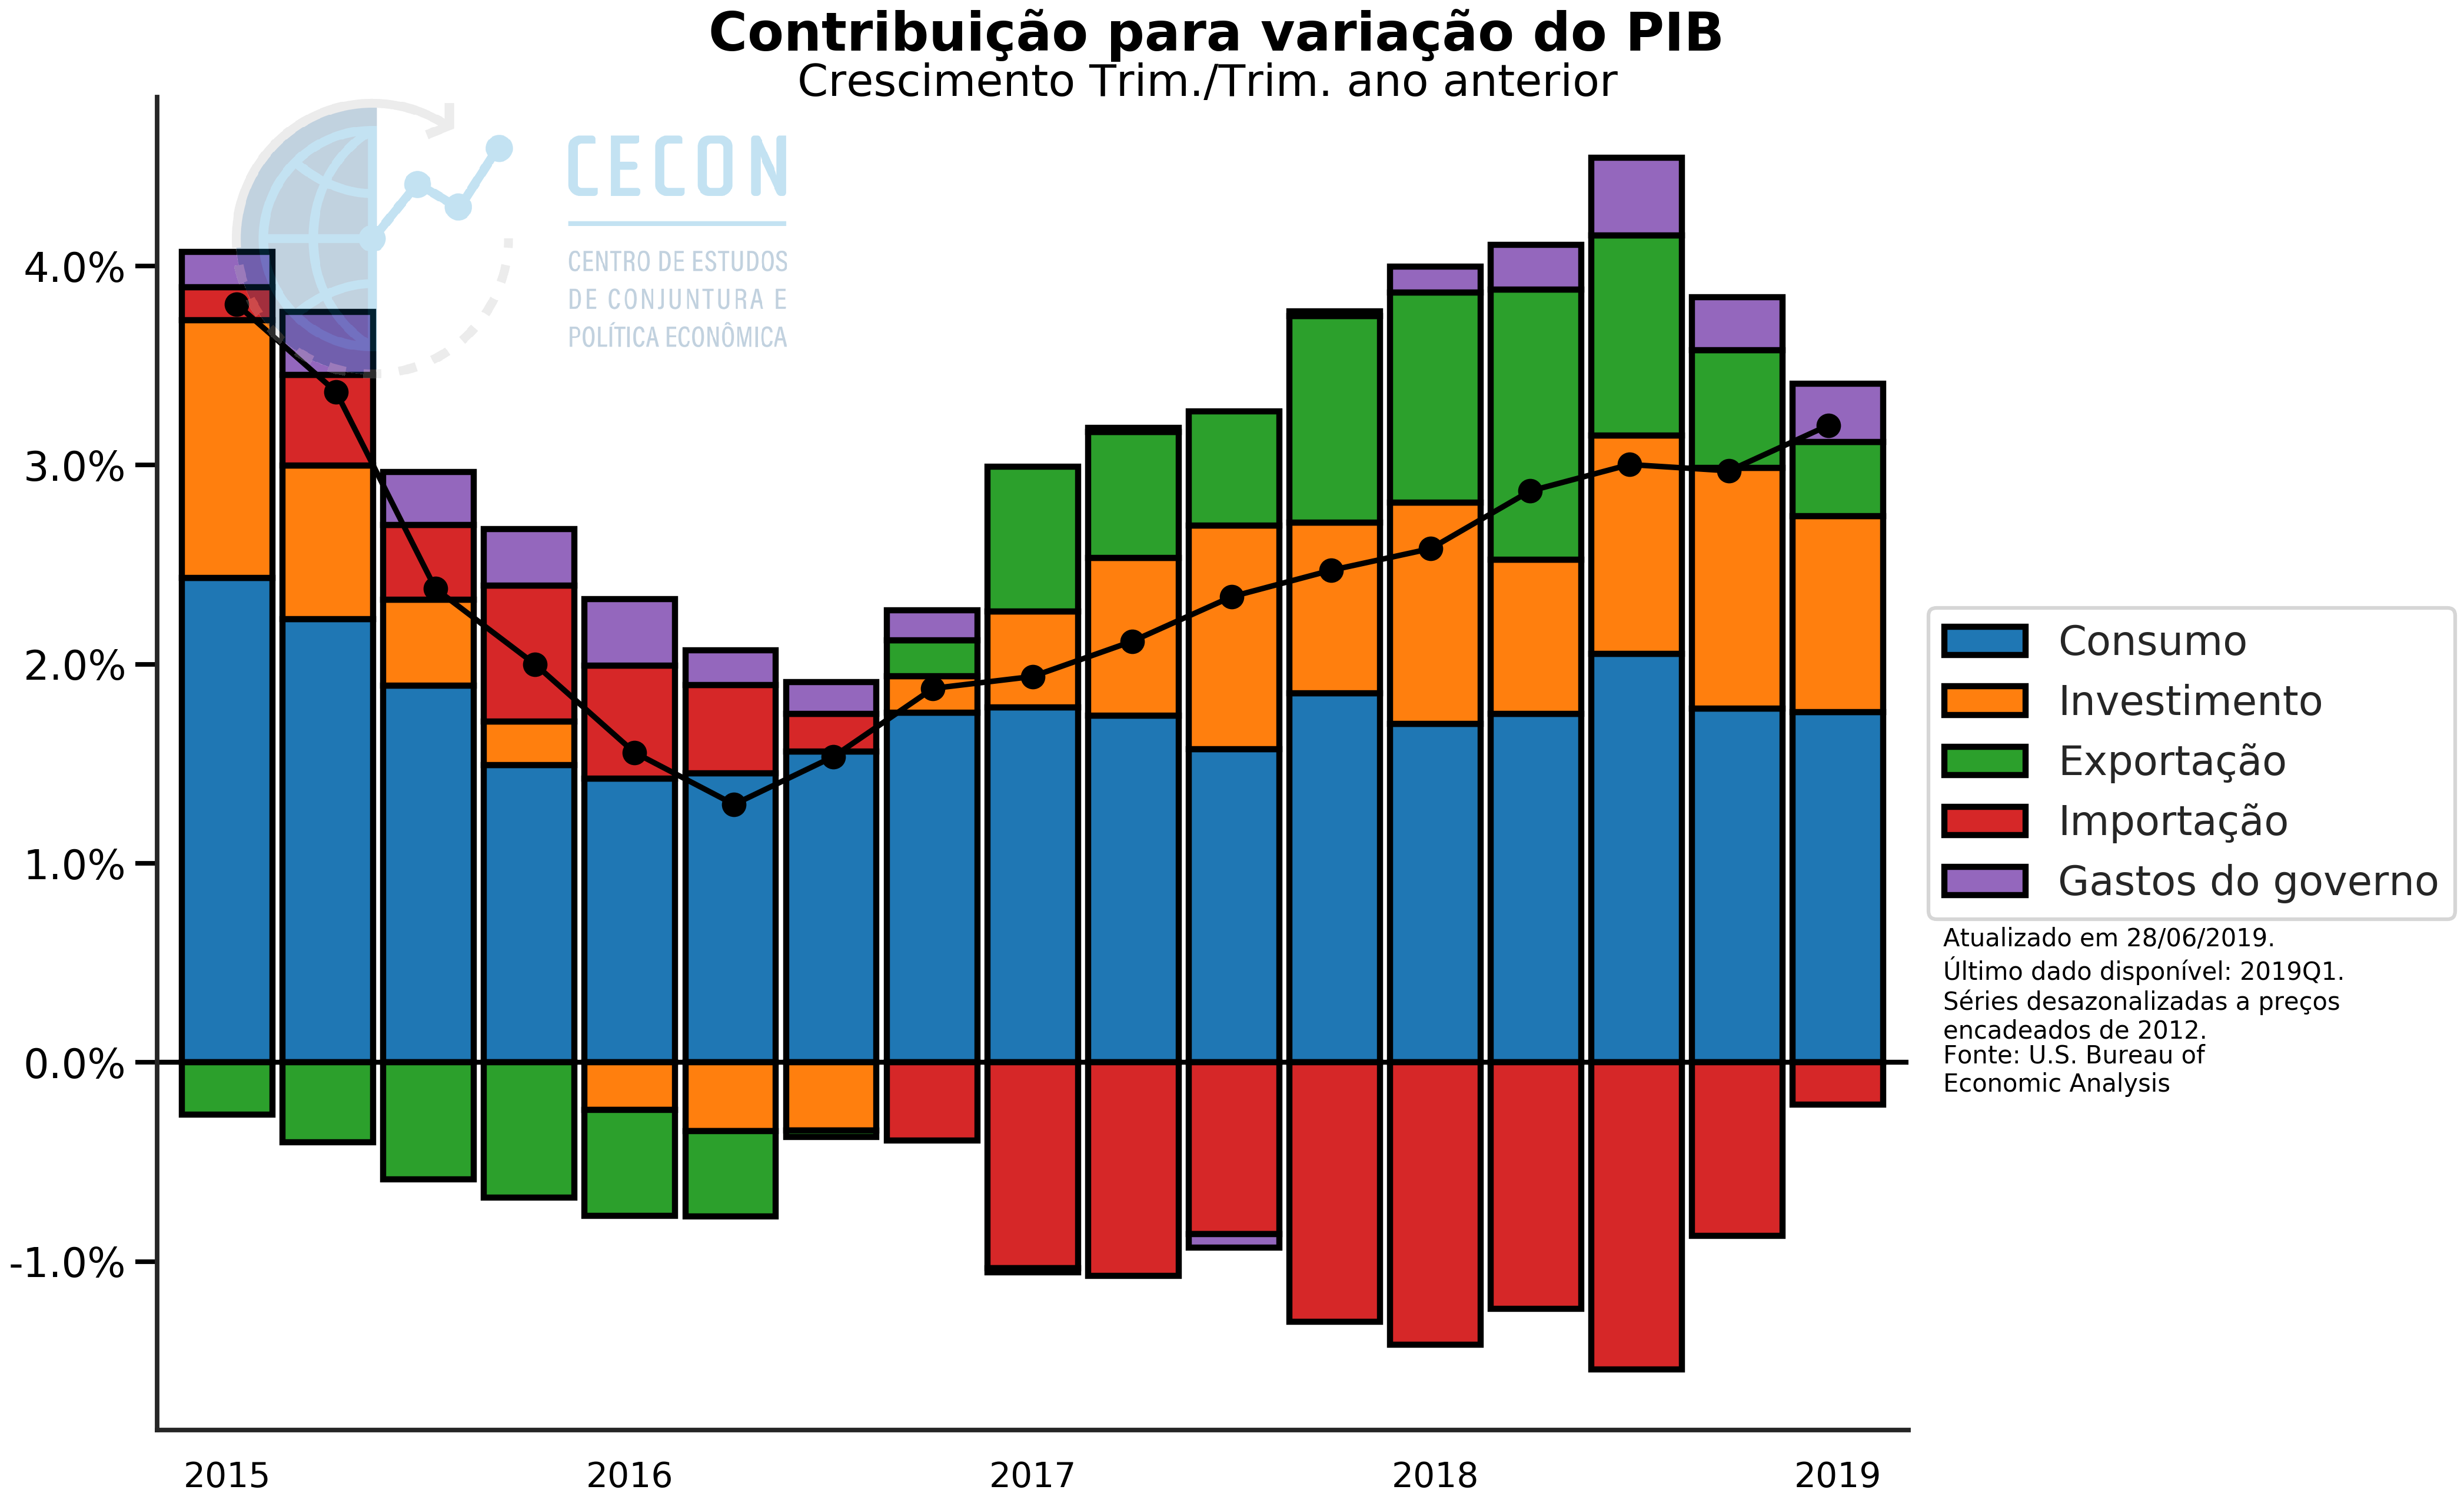 Contribuição para variação do PIB
Crescimento Trim./Trim. ano anterior
CECON
CENTRO DE ESTUDOS
DE CONJUNTURA E
POLÍTICA ECONÔMICA
4.0%
3.0%
2.0%
1.0%
0.0%
-1.0%
2015
2016
2017
2018
2019
Consumo
Investimento
Exportação
Importação
Gastos do governo
Atualizado em 28/06/2019.
Último dado disponível: 2019Q1.
Séries desazonalizadas a preços
encadeados de 2012.
Fonte: U.S. Bureau of
Economic Analysis